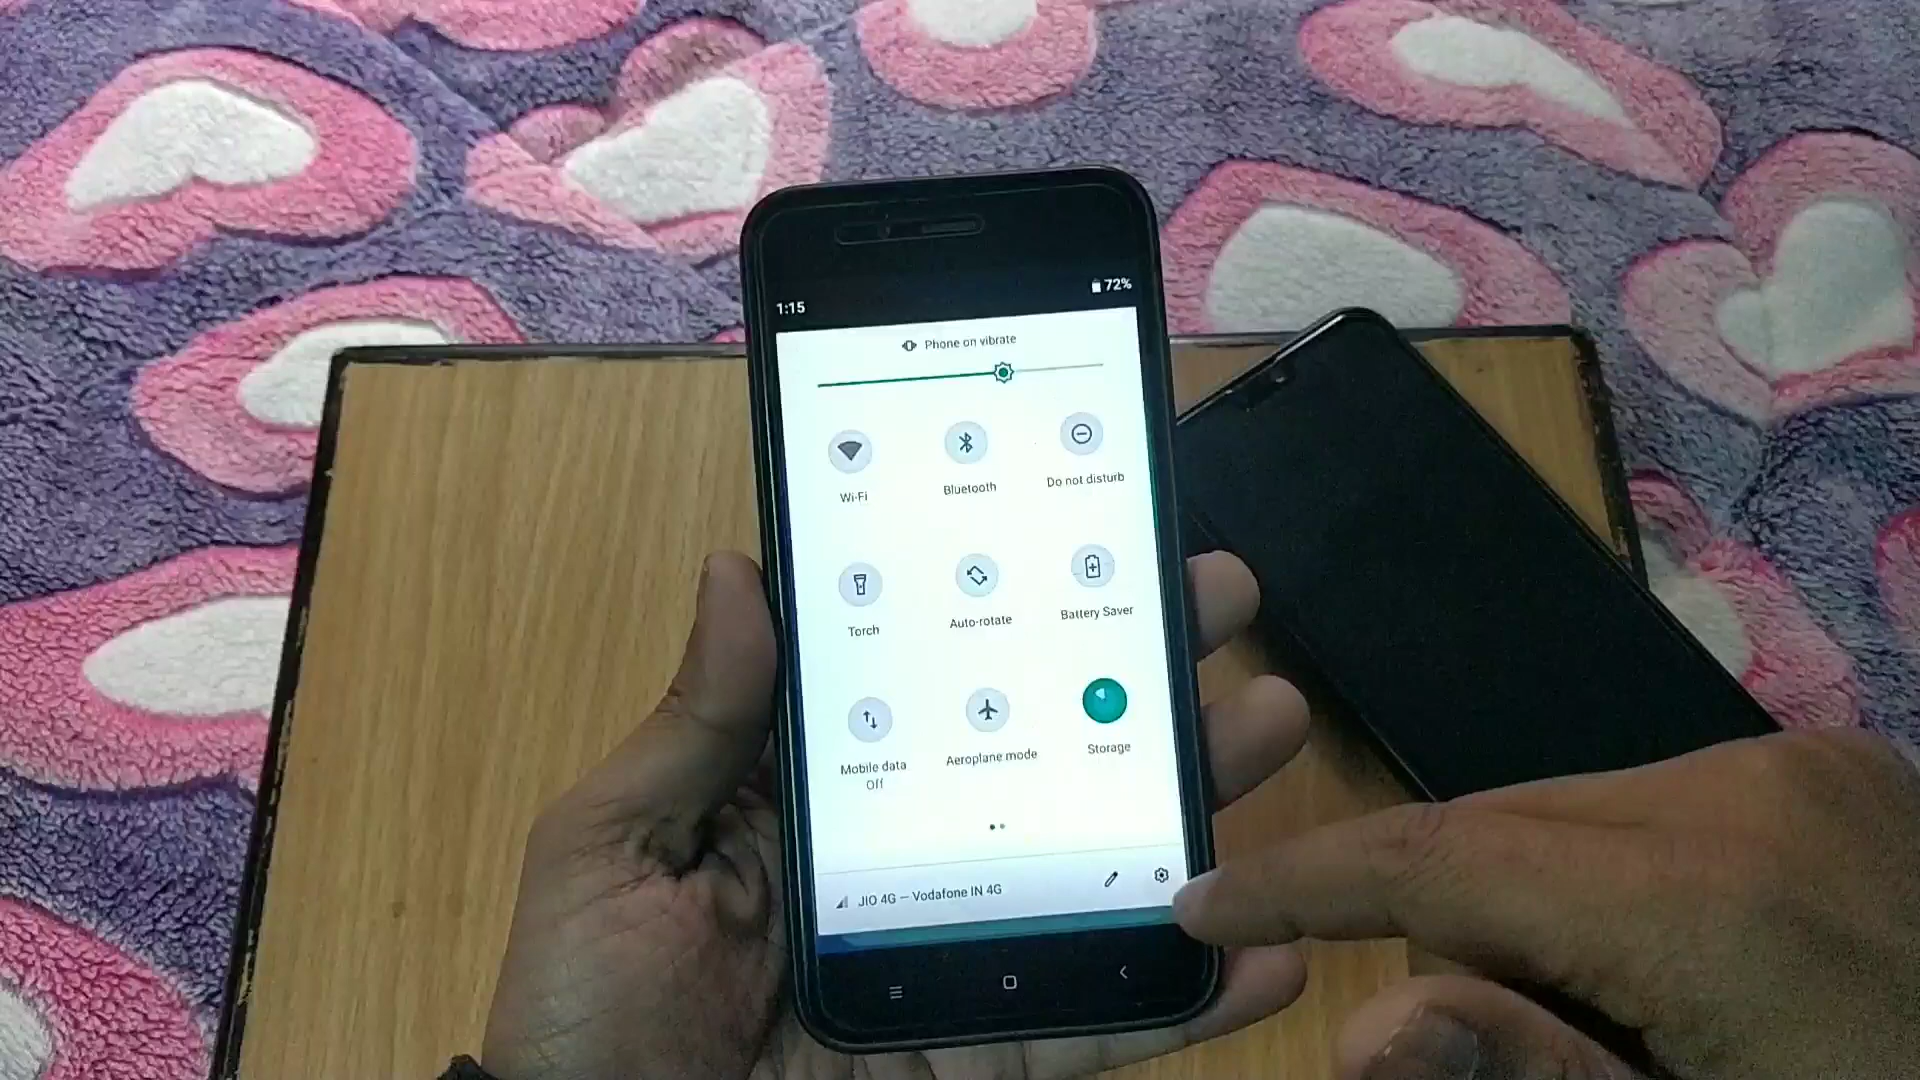 1:15
72%
Phone on vibrate
Wi-Fi
Bluetooth
Do not disturb
Torch
Auto-rotate
Battery Saver
Mobile data
Off
Aeroplane mode
Storage
JIO 4G — Vodafone IN 4G